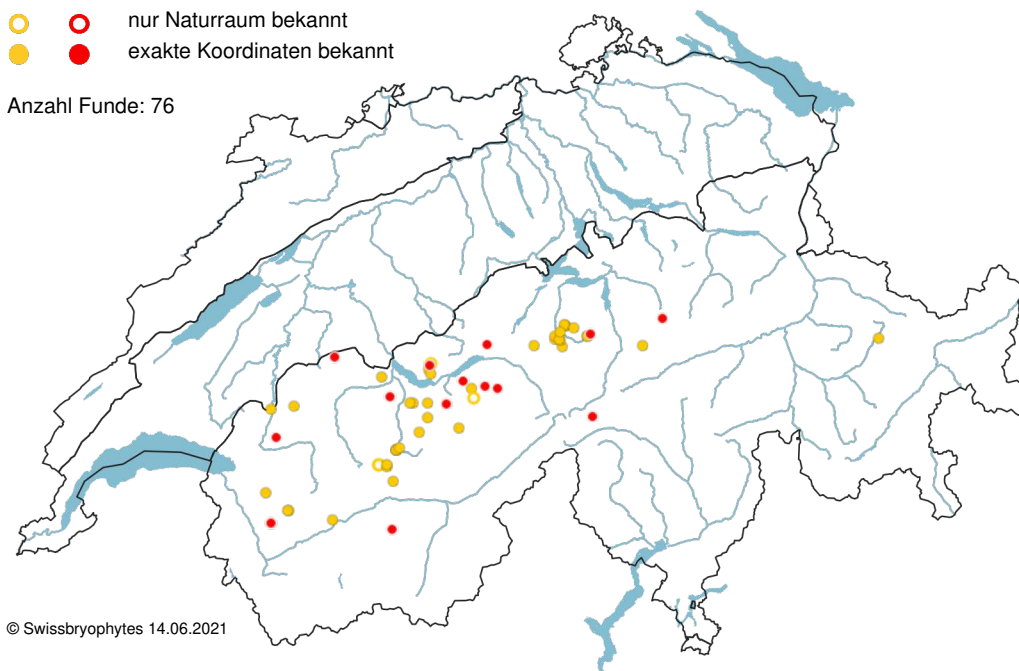 nur Naturraum bekannt
exakte Koordinaten bekannt
Anzahl Funde: 76
© Swissbryophytes 14.06.2021